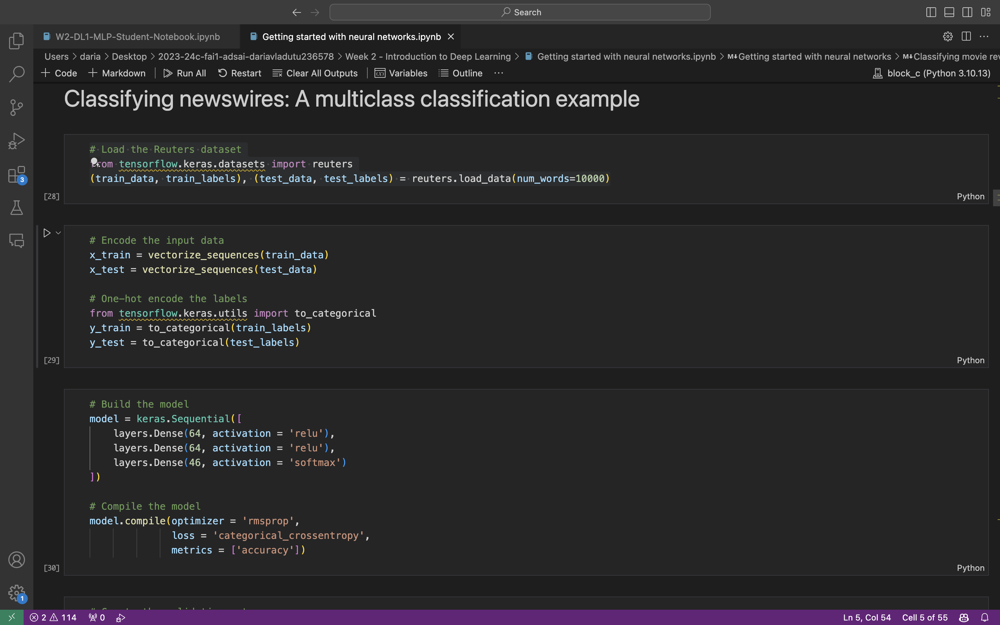 Search
W2-DL1-MLP-Student-Notebook.ipynb
Getting started with neural networks.ipynb
Users > daria > Desktop > 2023-24c-fai1-adsai-dariavladutu236578 > Week 2 - Introduction to Deep Learning > Getting started with neural networks.ipynb > M↓Getting started with neural networks > M↓Classifying movie rev
+ Code + Markdown Run All Restart Clear All Outputs Variables Outline ··· block_c (Python 3.10.13)
Classifying newswires: A multiclass classification example
# Load the Reuters dataset
from tensorflow.keras.datasets import reuters
(train_data, train_labels), (test_data, test_labels) = reuters.load_data(num_words=10000)
[28] Python
# Encode the input data
x_train = vectorize_sequences(train_data)
x_test = vectorize_sequences(test_data)
# One-hot encode the labels
from tensorflow.keras.utils import to_categorical
y_train = to_categorical(train_labels)
y_test = to_categorical(test_labels)
[29] Python
# Build the model
model = keras.Sequential([
layers.Dense(64, activation = 'relu'),
layers.Dense(64, activation = 'relu'),
layers.Dense(46, activation = 'softmax')
])
# Compile the model
model.compile(optimizer = 'rmsprop',
loss = 'categorical_crossentropy',
metrics = ['accuracy'])
[30] Python
3
1
2 114 0
Ln 5, Col 54 Cell 5 of 55